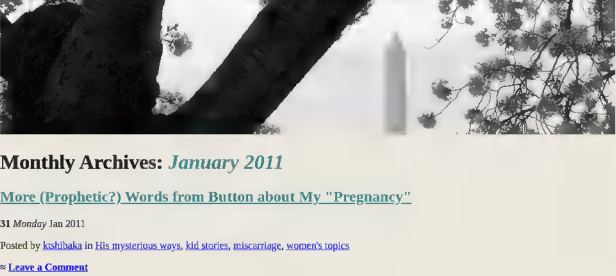 Monthly Archives: January 2011
More (Prophetic?) Words from Button about My "Pregnancy"
31 Monday Jan 2011
Posted by ktshibaka in His mysterious ways, kid stories, miscarriage, women's topics
≈ Leave a Comment